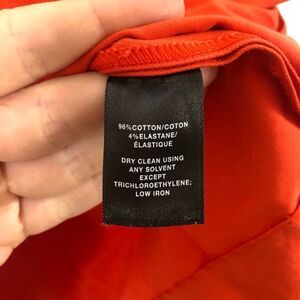 96%COTTON/COTON
4%ELASTANE/
ÉLASTIQUE
DRY CLEAN USING
ANY SOLVENT
EXCEPT
TRICHLOROETHYLENE;
LOW IRON